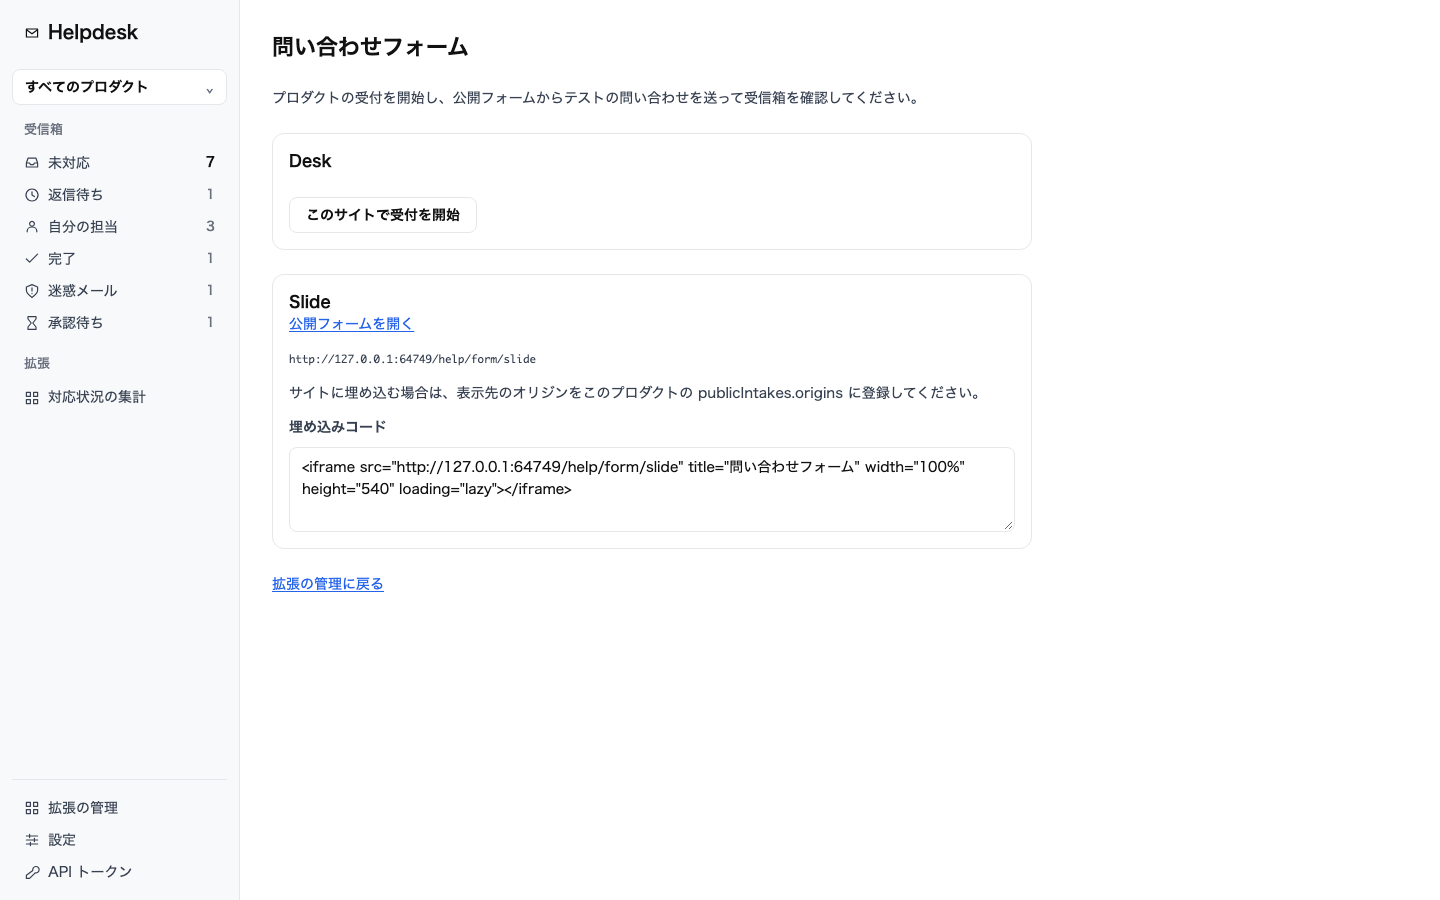 Helpdesk
すべてのプロダクト
受信箱
未対応 7
返信待ち 1
自分の担当 3
完了 1
迷惑メール 1
承認待ち 1
拡張
対応状況の集計
拡張の管理
設定
API トークン
問い合わせフォーム
プロダクトの受付を開始し、公開フォームからテストの問い合わせを送って受信箱を確認してください。
Desk
このサイトで受付を開始
Slide
公開フォームを開く
http://127.0.0.1:64749/help/form/slide
サイトに埋め込む場合は、表示先のオリジンをこのプロダクトの publicIntakes.origins に登録してください。
埋め込みコード
<iframe src="http://127.0.0.1:64749/help/form/slide" title="問い合わせフォーム" width="100%"
height="540" loading="lazy"></iframe>
拡張の管理に戻る